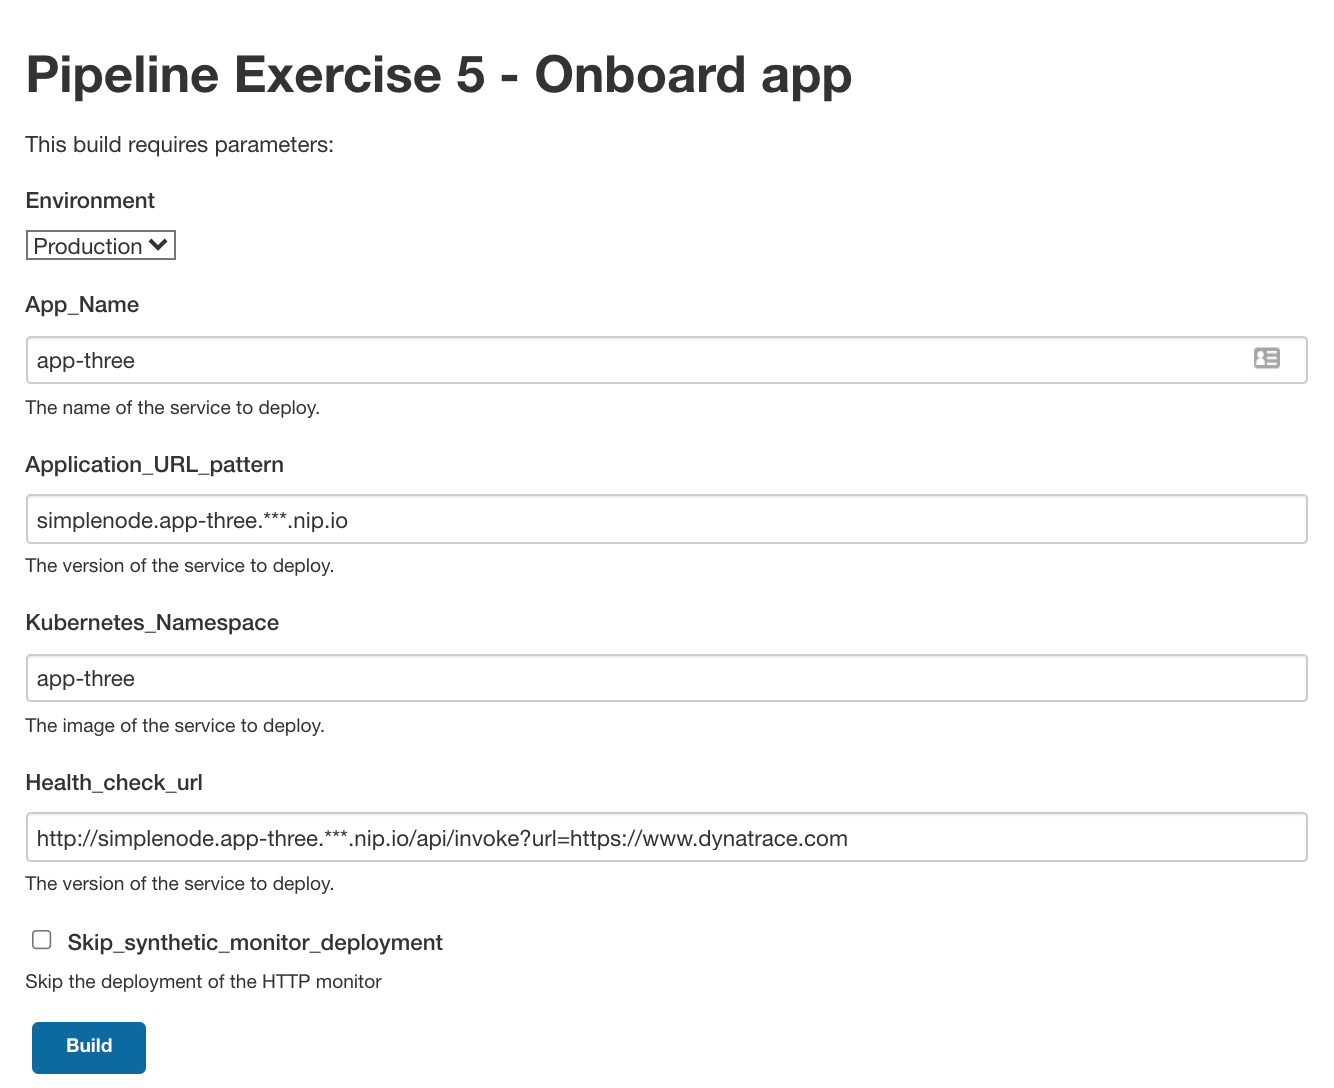 Pipeline Exercise 5 - Onboard app
This build requires parameters:
Environment
Production
App_Name
app-three
The name of the service to deploy.
Application_URL_pattern
simplenode.app-three.***.nip.io
The version of the service to deploy.
Kubernetes_Namespace
app-three
The image of the service to deploy.
Health_check_url
http://simplenode.app-three.***.nip.io/api/invoke?url=https://www.dynatrace.com
The version of the service to deploy.
Skip_synthetic_monitor_deployment
Skip the deployment of the HTTP monitor
Build